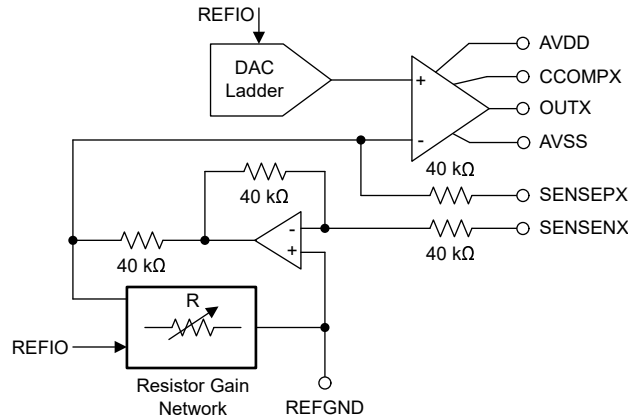 REFIO
DAC
Ladder
+
-
AVDD
CCOMPX
OUTX
AVSS
40 kΩ
SENSEPX
40 kΩ
-
+
SENSENX
40 kΩ
40 kΩ
R
REFIO
Resistor Gain
Network
REFGND